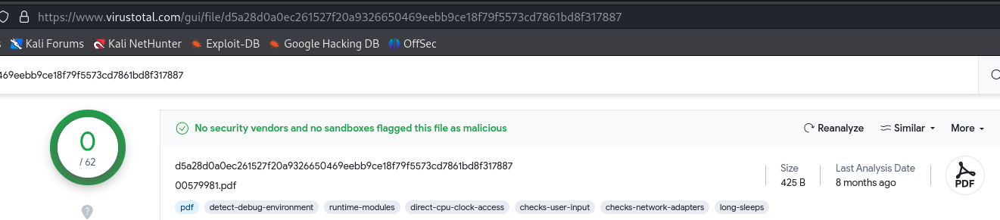 https://www.virustotal.com/gui/file/d5a28d0a0ec261527f20a9326650469eebb9ce18f79f5573cd7861bd8f317887
s Kali Forums Kali NetHunter Exploit-DB Google Hacking DB OffSec
469eebb9ce18f79f5573cd7861bd8f317887
0
/ 62
?
No security vendors and no sandboxes flagged this file as malicious
Reanalyze Similar More
d5a28d0a0ec261527f20a9326650469eebb9ce18f79f5573cd7861bd8f317887
00579981.pdf
Size
425 B
Last Analysis Date
8 months ago
PDF
pdf detect-debug-environment runtime-modules direct-cpu-clock-access checks-user-input checks-network-adapters long-sleeps